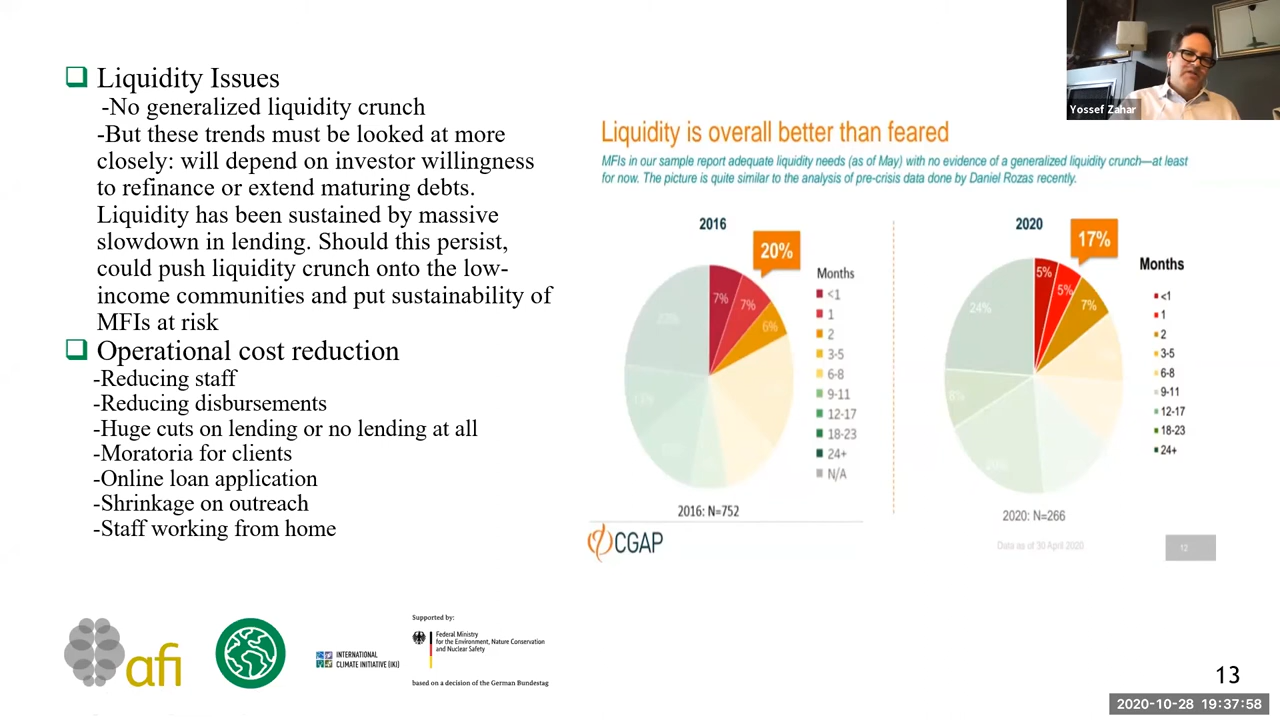 Liquidity Issues
-No generalized liquidity crunch
-But these trends must be looked at more
closely: will depend on investor willingness
to refinance or extend maturing debts.
Liquidity has been sustained by massive
slowdown in lending. Should this persist,
could push liquidity crunch onto the low-
income communities and put sustainability of
MFIs at risk
Operational cost reduction
-Reducing staff
-Reducing disbursements
-Huge cuts on lending or no lending at all
-Moratoria for clients
-Online loan application
-Shrinkage on outreach
-Staff working from home
Yossef Zahar
Liquidity is overall better than feared
MFIs in our sample report adequate liquidity needs (as of May) with no evidence of a generalized liquidity crunch—at least
for now. The picture is quite similar to the analysis of pre-crisis data done by Daniel Rozas recently.
2016
20%
7%
7%
6%
Months
<1
1
2
3-5
6-8
9-11
12-17
18-23
24+
N/A
2016: N=752
2020
17%
5%
5%
7%
24%
8%
Months
<1
1
2
3-5
6-8
9-11
12-17
18-23
24+
2020: N=266
Data as of 30 April 2020
12
CGAP
afi
INTERNATIONAL
CLIMATE INITIATIVE (IKI)
Supported by:
Federal Ministry
for the Environment, Nature Conservation
and Nuclear Safety
based on a decision of the German Bundestag
13
2020-10-28 19:37:58